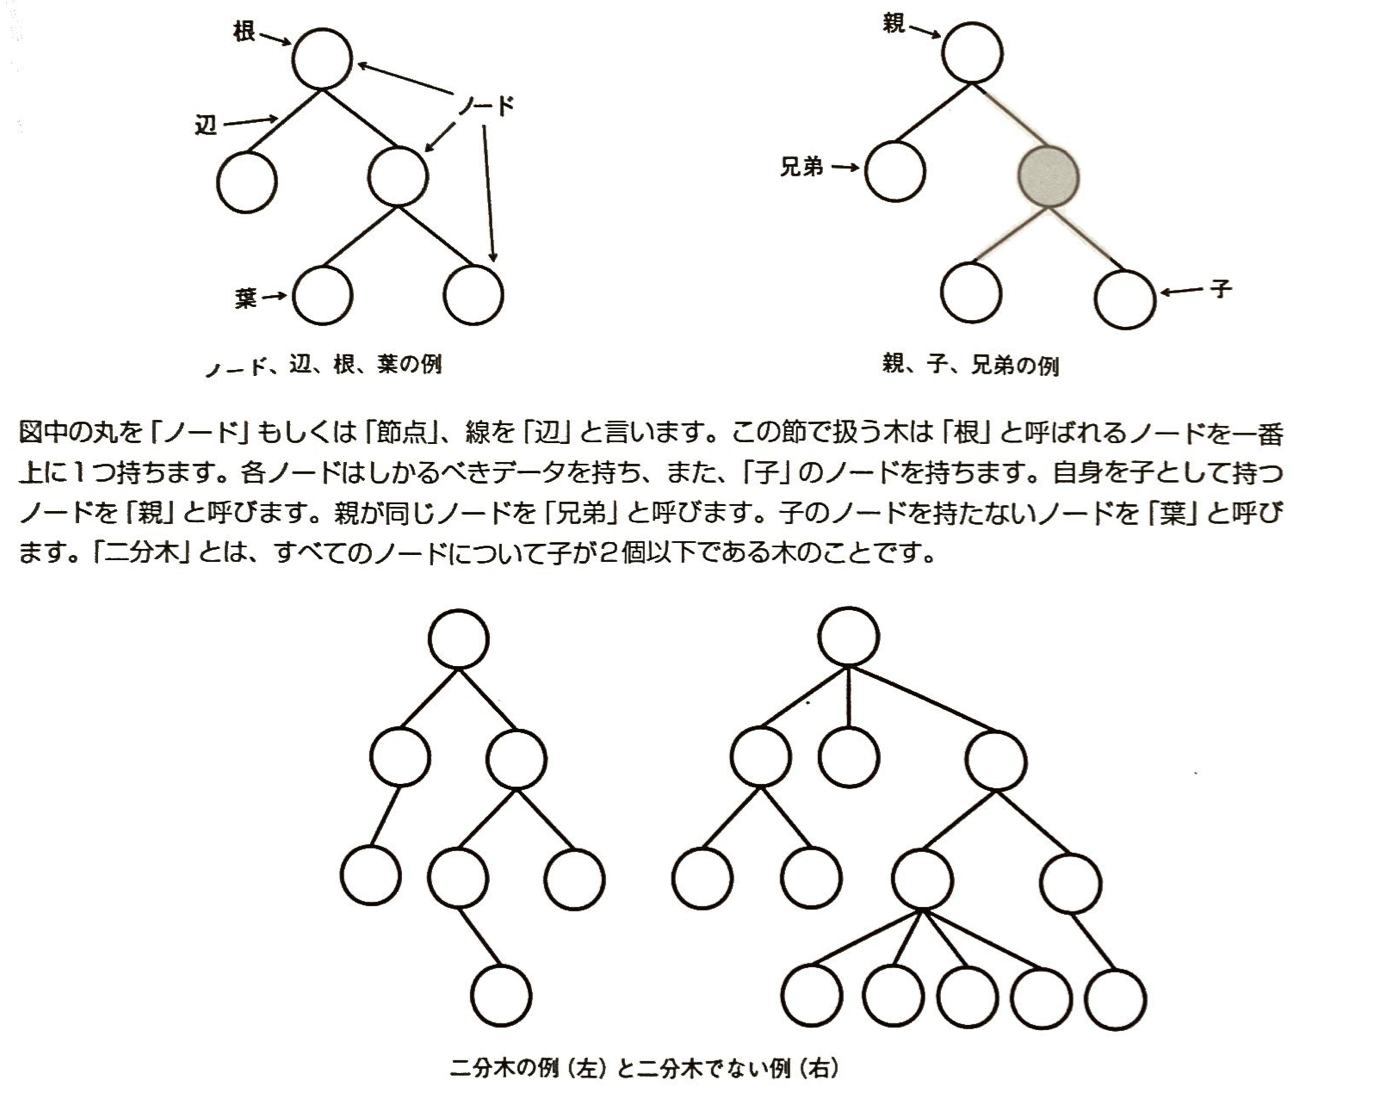 根
ノード
辺
葉
ノード、辺、根、葉の例
親
兄弟
子
親、子、兄弟の例
図中の丸を「ノード」もしくは「節点」、線を「辺」と言います。この節で扱う木は「根」と呼ばれるノードを一番
上に1つ持ちます。各ノードはしかるべきデータを持ち、また、「子」のノードを持ちます。自身を子として持つ
ノードを「親」と呼びます。親が同じノードを「兄弟」と呼びます。子のノードを持たないノードを「葉」と呼び
ます。「二分木」とは、すべてのノードについて子が2個以下である木のことです。
二分木の例(左)と二分木でない例(右)